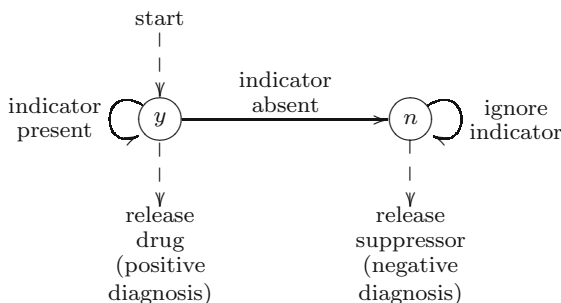 start
indicator
present
y
indicator
absent
n
ignore
indicator
release
drug
(positive
diagnosis)
release
suppressor
(negative
diagnosis)